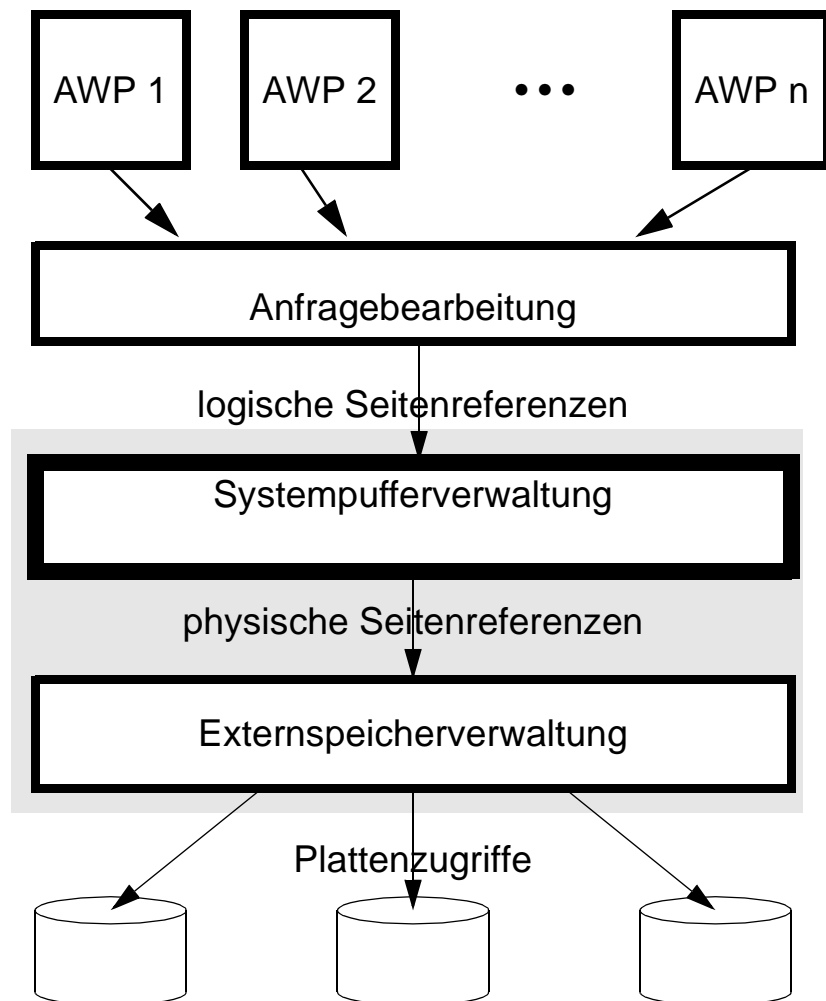 AWP 1 AWP 2 ••• AWP n
Anfragebearbeitung
logische Seitenreferenzen
Systempufferverwaltung
physische Seitenreferenzen
Externspeicherverwaltung
Plattenzugriffe